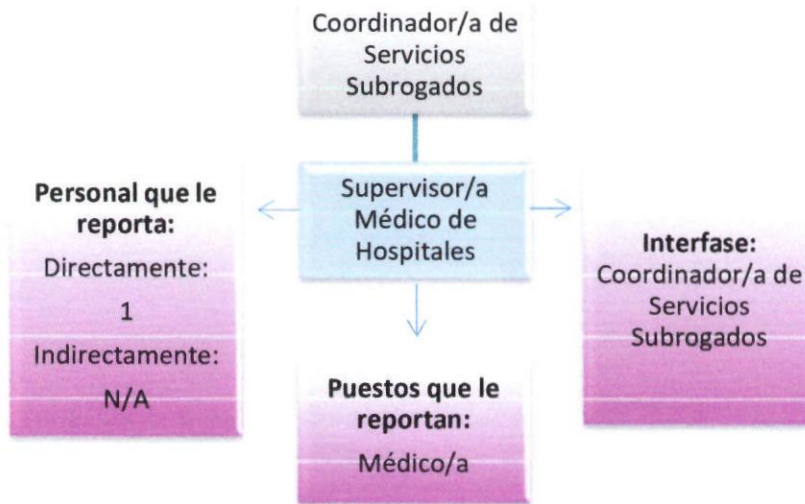 Coordinador/a de
Servicios
Subrogados
Supervisor/a
Médico de
Hospitales
Personal que le
reporta:
Directamente:
1
Indirectamente:
N/A
Interfase:
Coordinador/a de
Servicios
Subrogados
Puestos que le
reportan:
Médico/a